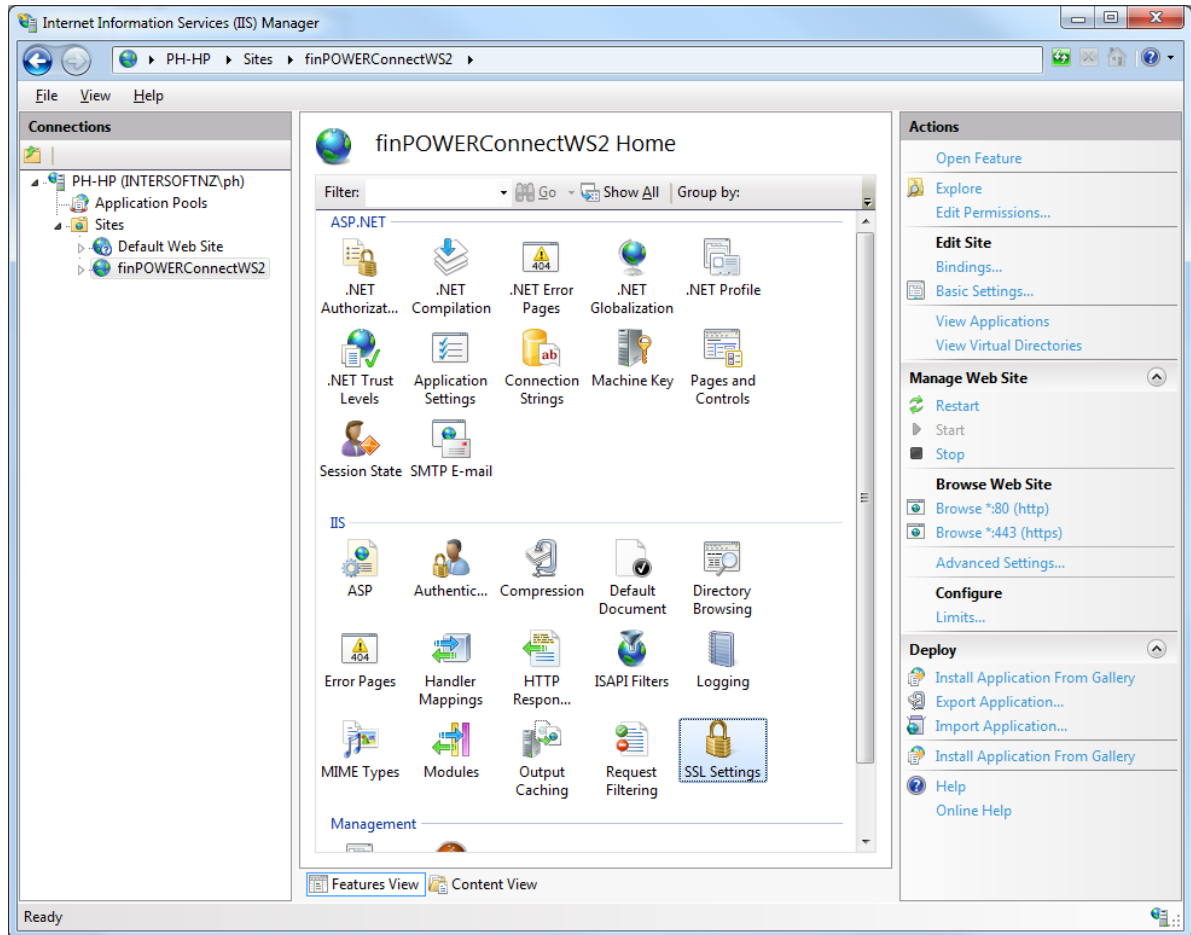 Internet Information Services (IIS) Manager
PH-HP Sites finPOWERConnectWS2
File View Help
Connections
PH-HP (INTERSOFTNZ\ph)
Application Pools
Sites
Default Web Site
finPOWERConnectWS2
finPOWERConnectWS2 Home
Filter: Go Show All Group by:
ASP.NET
.NET Authorizat...
.NET Compilation
404
.NET Error Pages
.NET Globalization
.NET Profile
.NET Trust Levels
Application Settings
ab
Connection Strings
Machine Key
Pages and Controls
Session State
SMTP E-mail
IIS
ASP
Authentic...
Compression
Default Document
Directory Browsing
404
Error Pages
Handler Mappings
HTTP Respon...
ISAPI Filters
Logging
MIME Types
Modules
Output Caching
Request Filtering
SSL Settings
Management
Features View Content View
Actions
Open Feature
Explore
Edit Permissions...
Edit Site
Bindings...
Basic Settings...
View Applications
View Virtual Directories
Manage Web Site
Restart
Start
Stop
Browse Web Site
Browse *:80 (http)
Browse *:443 (https)
Advanced Settings...
Configure
Limits...
Deploy
Install Application From Gallery
Export Application...
Import Application...
Install Application From Gallery
Help
Online Help
Ready